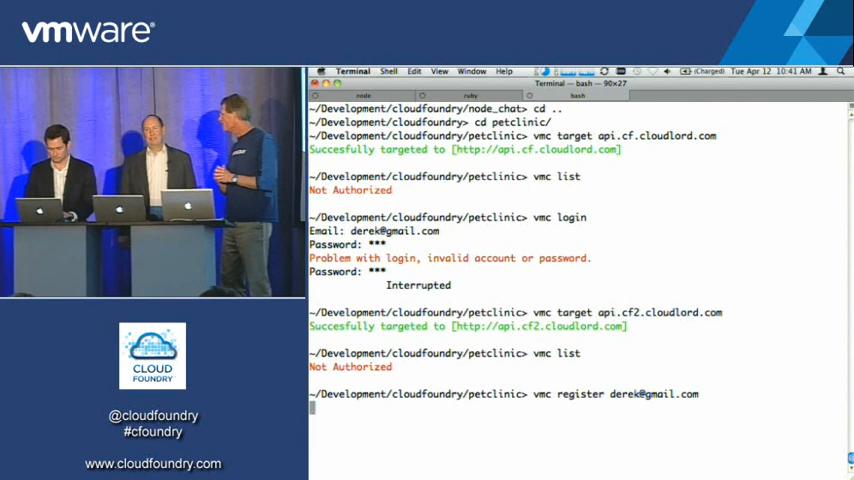 vmware®
Terminal Shell Edit View Window Help (Charged) Tue Apr 12 10:41 AM
Terminal — bash — 90×27
node ruby bash
~/Development/cloudfoundry/node_chat> cd ..
~/Development/cloudfoundry> cd petclinic/
~/Development/cloudfoundry/petclinic> vmc target api.cf.cloudlord.com
Succesfully targeted to [http://api.cf.cloudlord.com]
~/Development/cloudfoundry/petclinic> vmc list
Not Authorized
~/Development/cloudfoundry/petclinic> vmc login
Email: derek@gmail.com
Password: ***
Problem with login, invalid account or password.
Password: ***
Interrupted
~/Development/cloudfoundry/petclinic> vmc target api.cf2.cloudlord.com
Succesfully targeted to [http://api.cf2.cloudlord.com]
~/Development/cloudfoundry/petclinic> vmc list
Not Authorized
~/Development/cloudfoundry/petclinic> vmc register derek@gmail.com
CLOUD
FOUNDRY
@cloudfoundry
#cfoundry
www.cloudfoundry.com